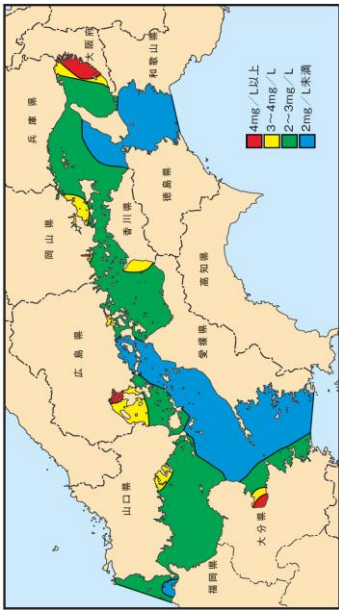 兵庫県
大阪府
和歌山県
岡山県
香川県
徳島県
広島県
愛媛県
高知県
山口県
福岡県
大分県
4mg／L以上
3～4mg／L
2～3mg／L
2mg／L未満